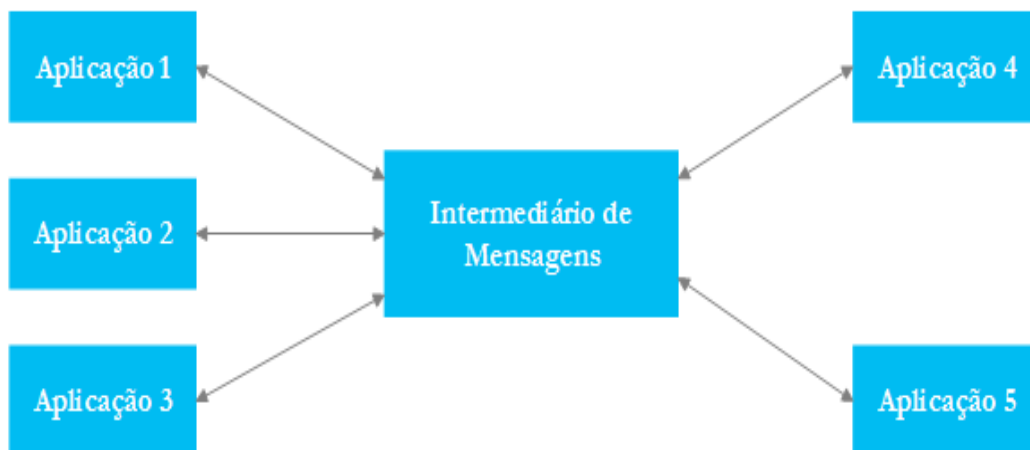 Aplicação 1
Aplicação 4
Intermediário de
Mensagens
Aplicação 2
Aplicação 3
Aplicação 5